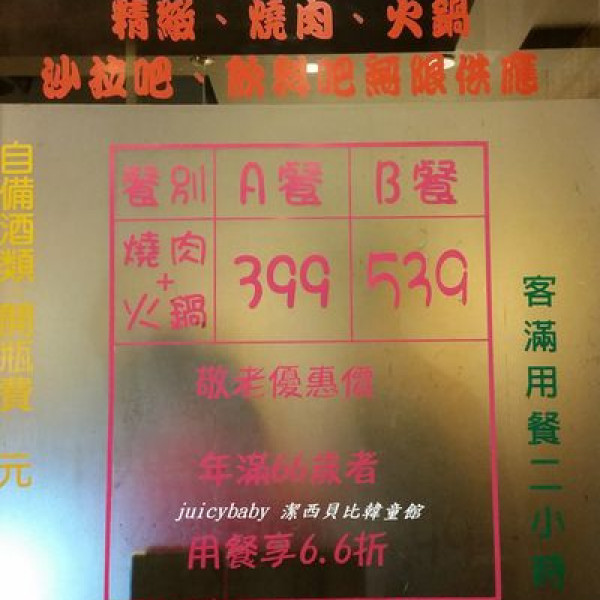 精緻、燒肉、火鍋
沙拉吧、飲料吧無限供應
自備酒類 開瓶費 元
餐別 A餐 B餐
燒肉+火鍋 399 539
敬老優惠價
年滿66歲者
用餐享6.6折
客滿用餐二小時
juicybaby 潔西貝比韓童館